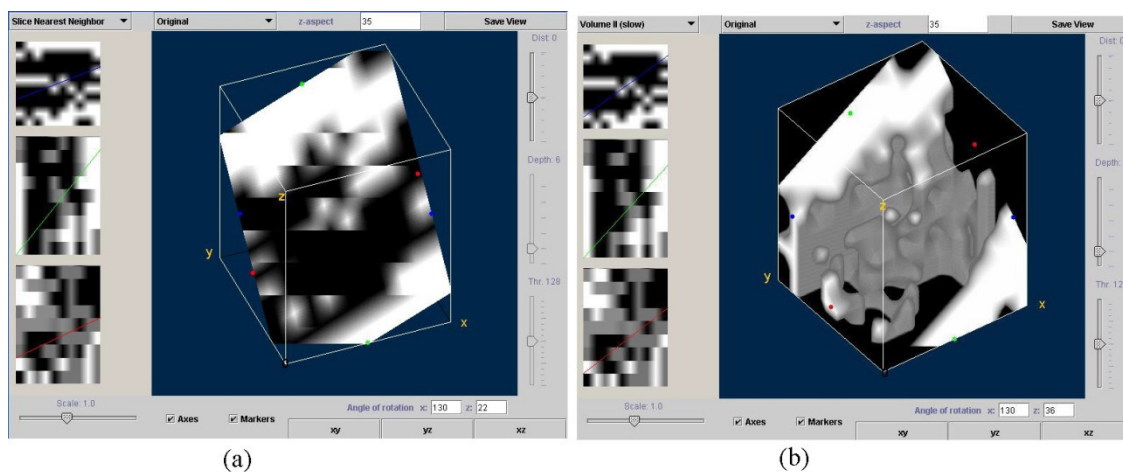 Slice Nearest Neighbor Original z-aspect 35 Save View
Dist: 0
Depth: 6
Thr. 128
z
y
x
Scale: 1.0
Axes Markers Angle of rotation x: 130 z: 22
xy yz xz
(a)
Volume II (slow) Original z-aspect 35 Save View
Dist: 0
Depth:
Thr. 12
z
y
x
Scale: 1.0
Axes Markers Angle of rotation x: 130 z: 36
xy yz xz
(b)